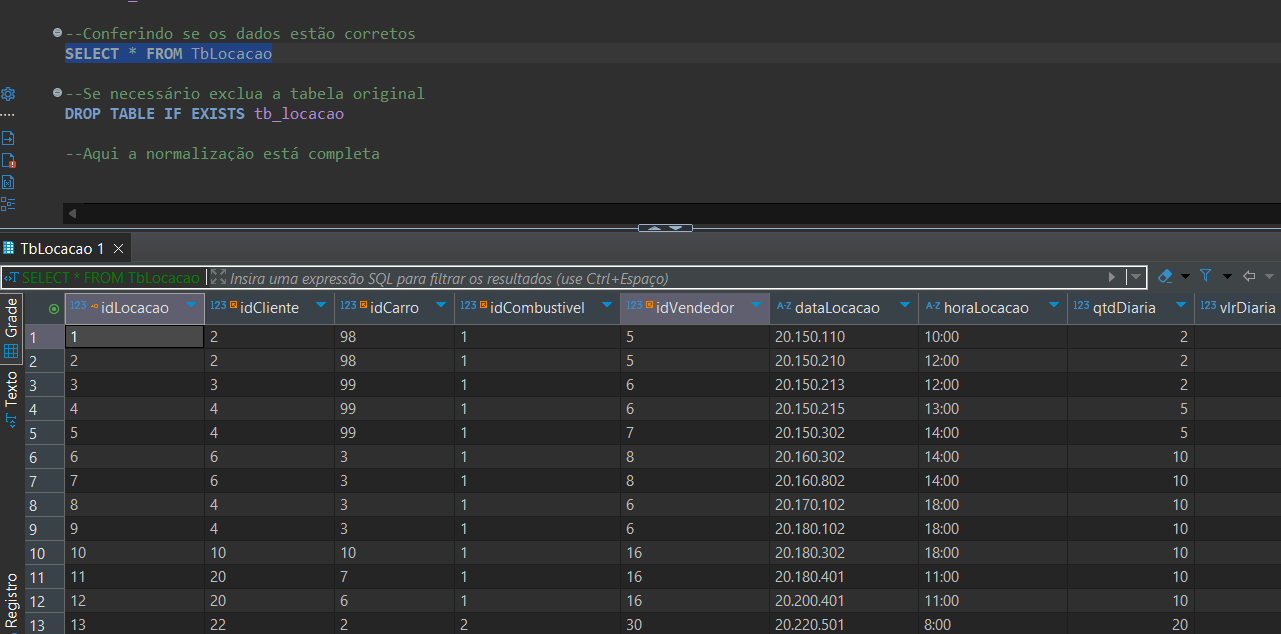 --Conferindo se os dados estão corretos
SELECT * FROM TbLocacao
--Se necessário exclua a tabela original
DROP TABLE IF EXISTS tb_locacao
--Aqui a normalização está completa
TbLocacao 1
SELECT * FROM TbLocacao Insira uma expressão SQL para filtrar os resultados (use Ctrl+Espaço)
Grade
Texto
Registro
123 idLocacao 123 idCliente 123 idCarro 123 idCombustivel 123 idVendedor A-Z dataLocacao A-Z horaLocacao 123 qtdDiaria 123 vlrDiaria
1 1 2 98 1 5 20.150.110 10:00 2
2 2 2 98 1 5 20.150.210 12:00 2
3 3 3 99 1 6 20.150.213 12:00 2
4 4 4 99 1 6 20.150.215 13:00 5
5 5 4 99 1 7 20.150.302 14:00 5
6 6 6 3 1 8 20.160.302 14:00 10
7 7 6 3 1 8 20.160.802 14:00 10
8 8 4 3 1 6 20.170.102 18:00 10
9 9 4 3 1 6 20.180.102 18:00 10
10 10 10 10 1 16 20.180.302 18:00 10
11 11 20 7 1 16 20.180.401 11:00 10
12 12 20 6 1 16 20.200.401 11:00 10
13 13 22 2 2 30 20.220.501 8:00 20